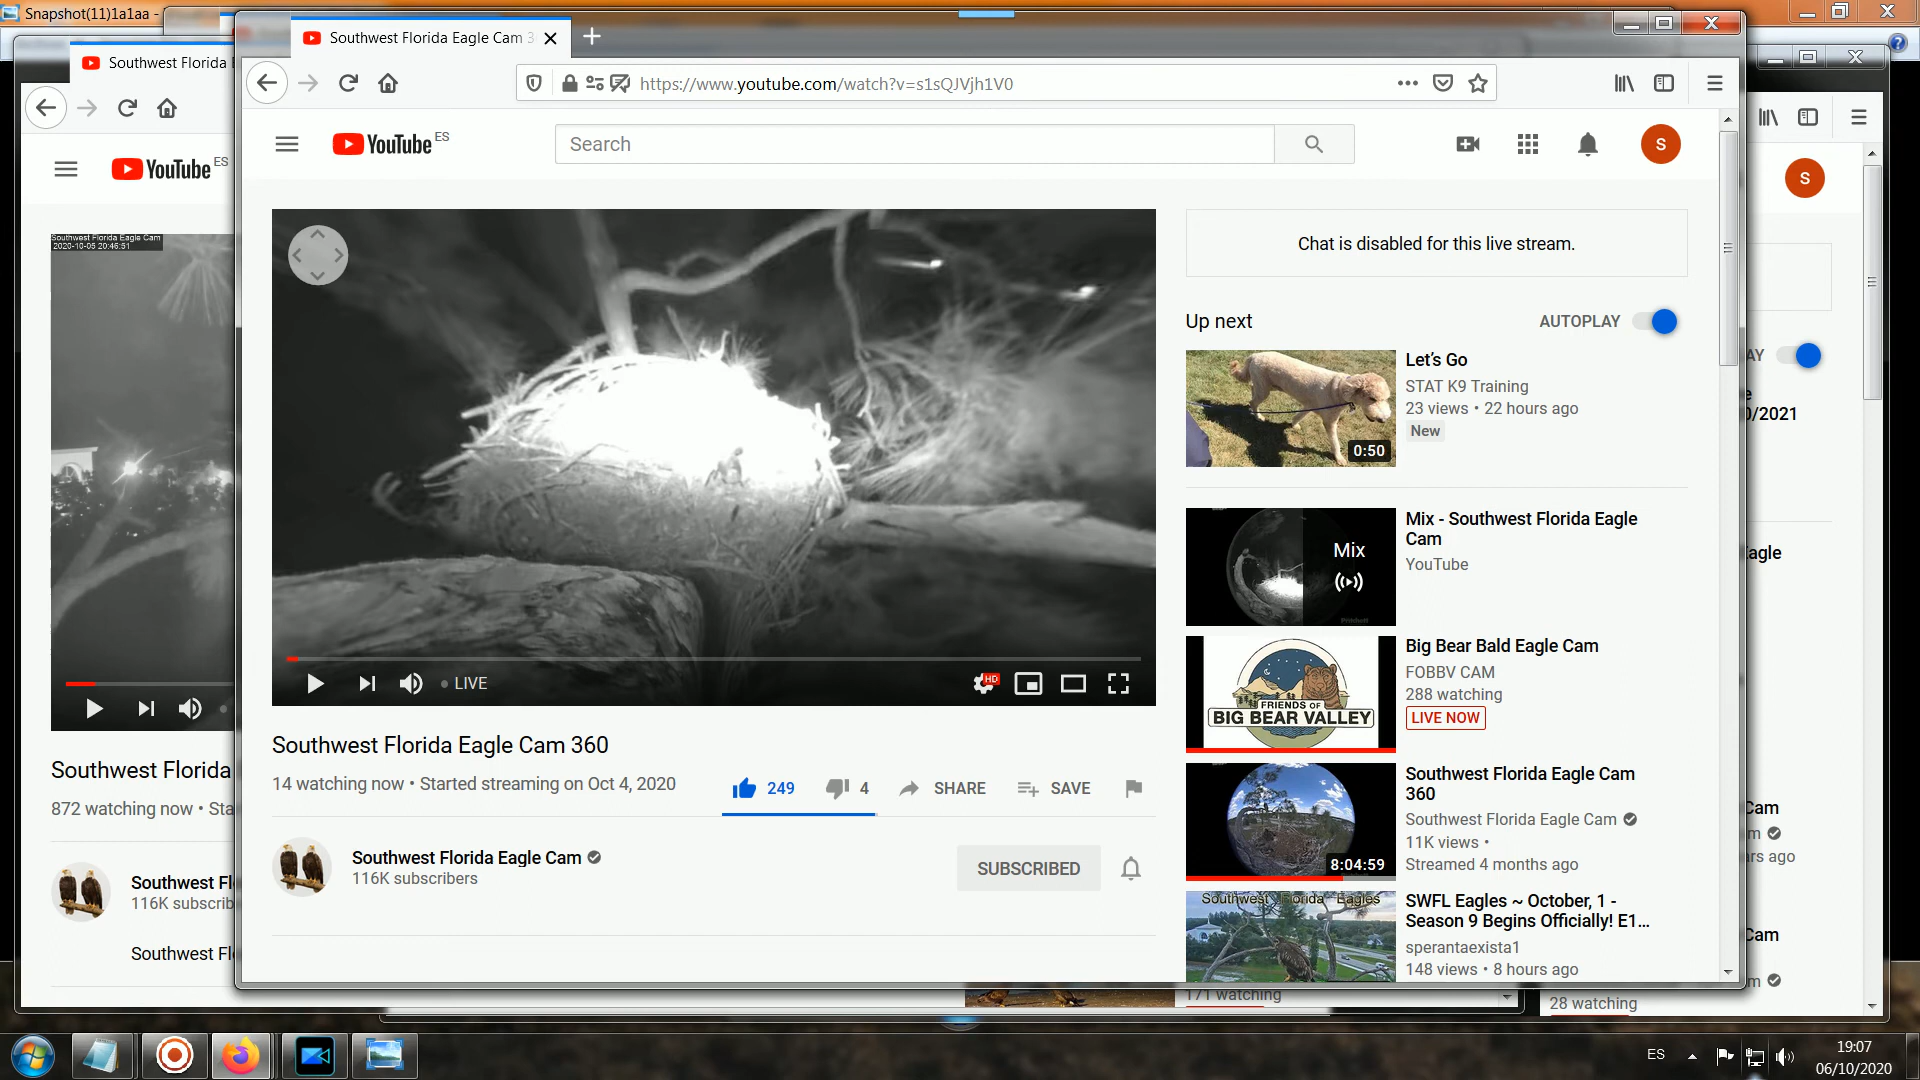 Snapshot(11)1a1aa -
Southwest Florida
YouTube ES
Southwest Florida Eagle Cam
2020-10-05 20:46:51
Southwest Florida
872 watching now • Sta
Southwest Fl
116K subscrib
Southwest Fl
Southwest Florida Eagle Cam 3
https://www.youtube.com/watch?v=s1sQJVjh1V0
YouTube ES
Search
S
LIVE
HD
Southwest Florida Eagle Cam 360
14 watching now • Started streaming on Oct 4, 2020
249
4
SHARE
SAVE
Southwest Florida Eagle Cam
116K subscribers
SUBSCRIBED
Chat is disabled for this live stream.
Up next
AUTOPLAY
0:50
Let's Go
STAT K9 Training
23 views • 22 hours ago
New
Mix
Mix - Southwest Florida Eagle
Cam
YouTube
FRIENDS OF
BIG BEAR VALLEY
Big Bear Bald Eagle Cam
FOBBV CAM
288 watching
LIVE NOW
8:04:59
Southwest Florida Eagle Cam
360
Southwest Florida Eagle Cam
11K views •
Streamed 4 months ago
Southwest Florida Eagles
SWFL Eagles ~ October, 1 -
Season 9 Begins Officially! E1...
sperantaexista1
148 views • 8 hours ago
171 watching
S
AY
e
0/2021
agle
Cam
m
rs ago
Cam
m
28 watching
ES
19:07
06/10/2020